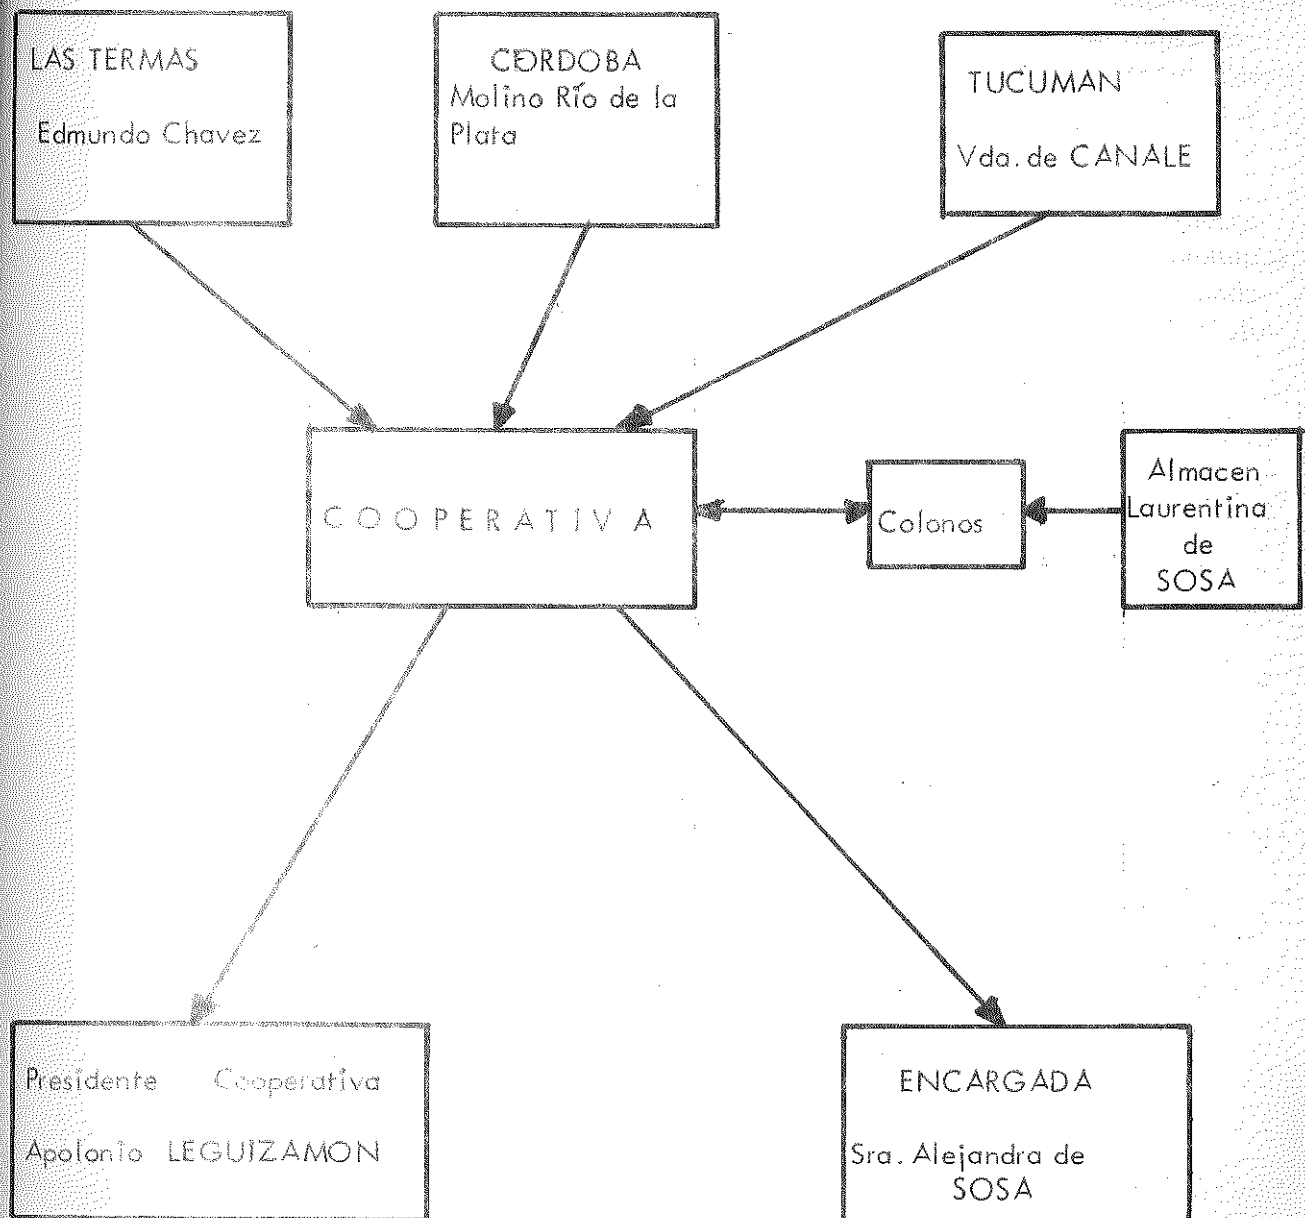 LAS TERMAS
Edmundo Chavez
CORDOBA
Molino Río de la
Plata
TUCUMAN
Vda. de CANALE
COOPERATIVA
Colonos
Almacen
Laurentina
de
SOSA
Presidente Cooperativa
Apolonio LEGUIZAMON
ENCARGADA
Sra. Alejandra de
SOSA